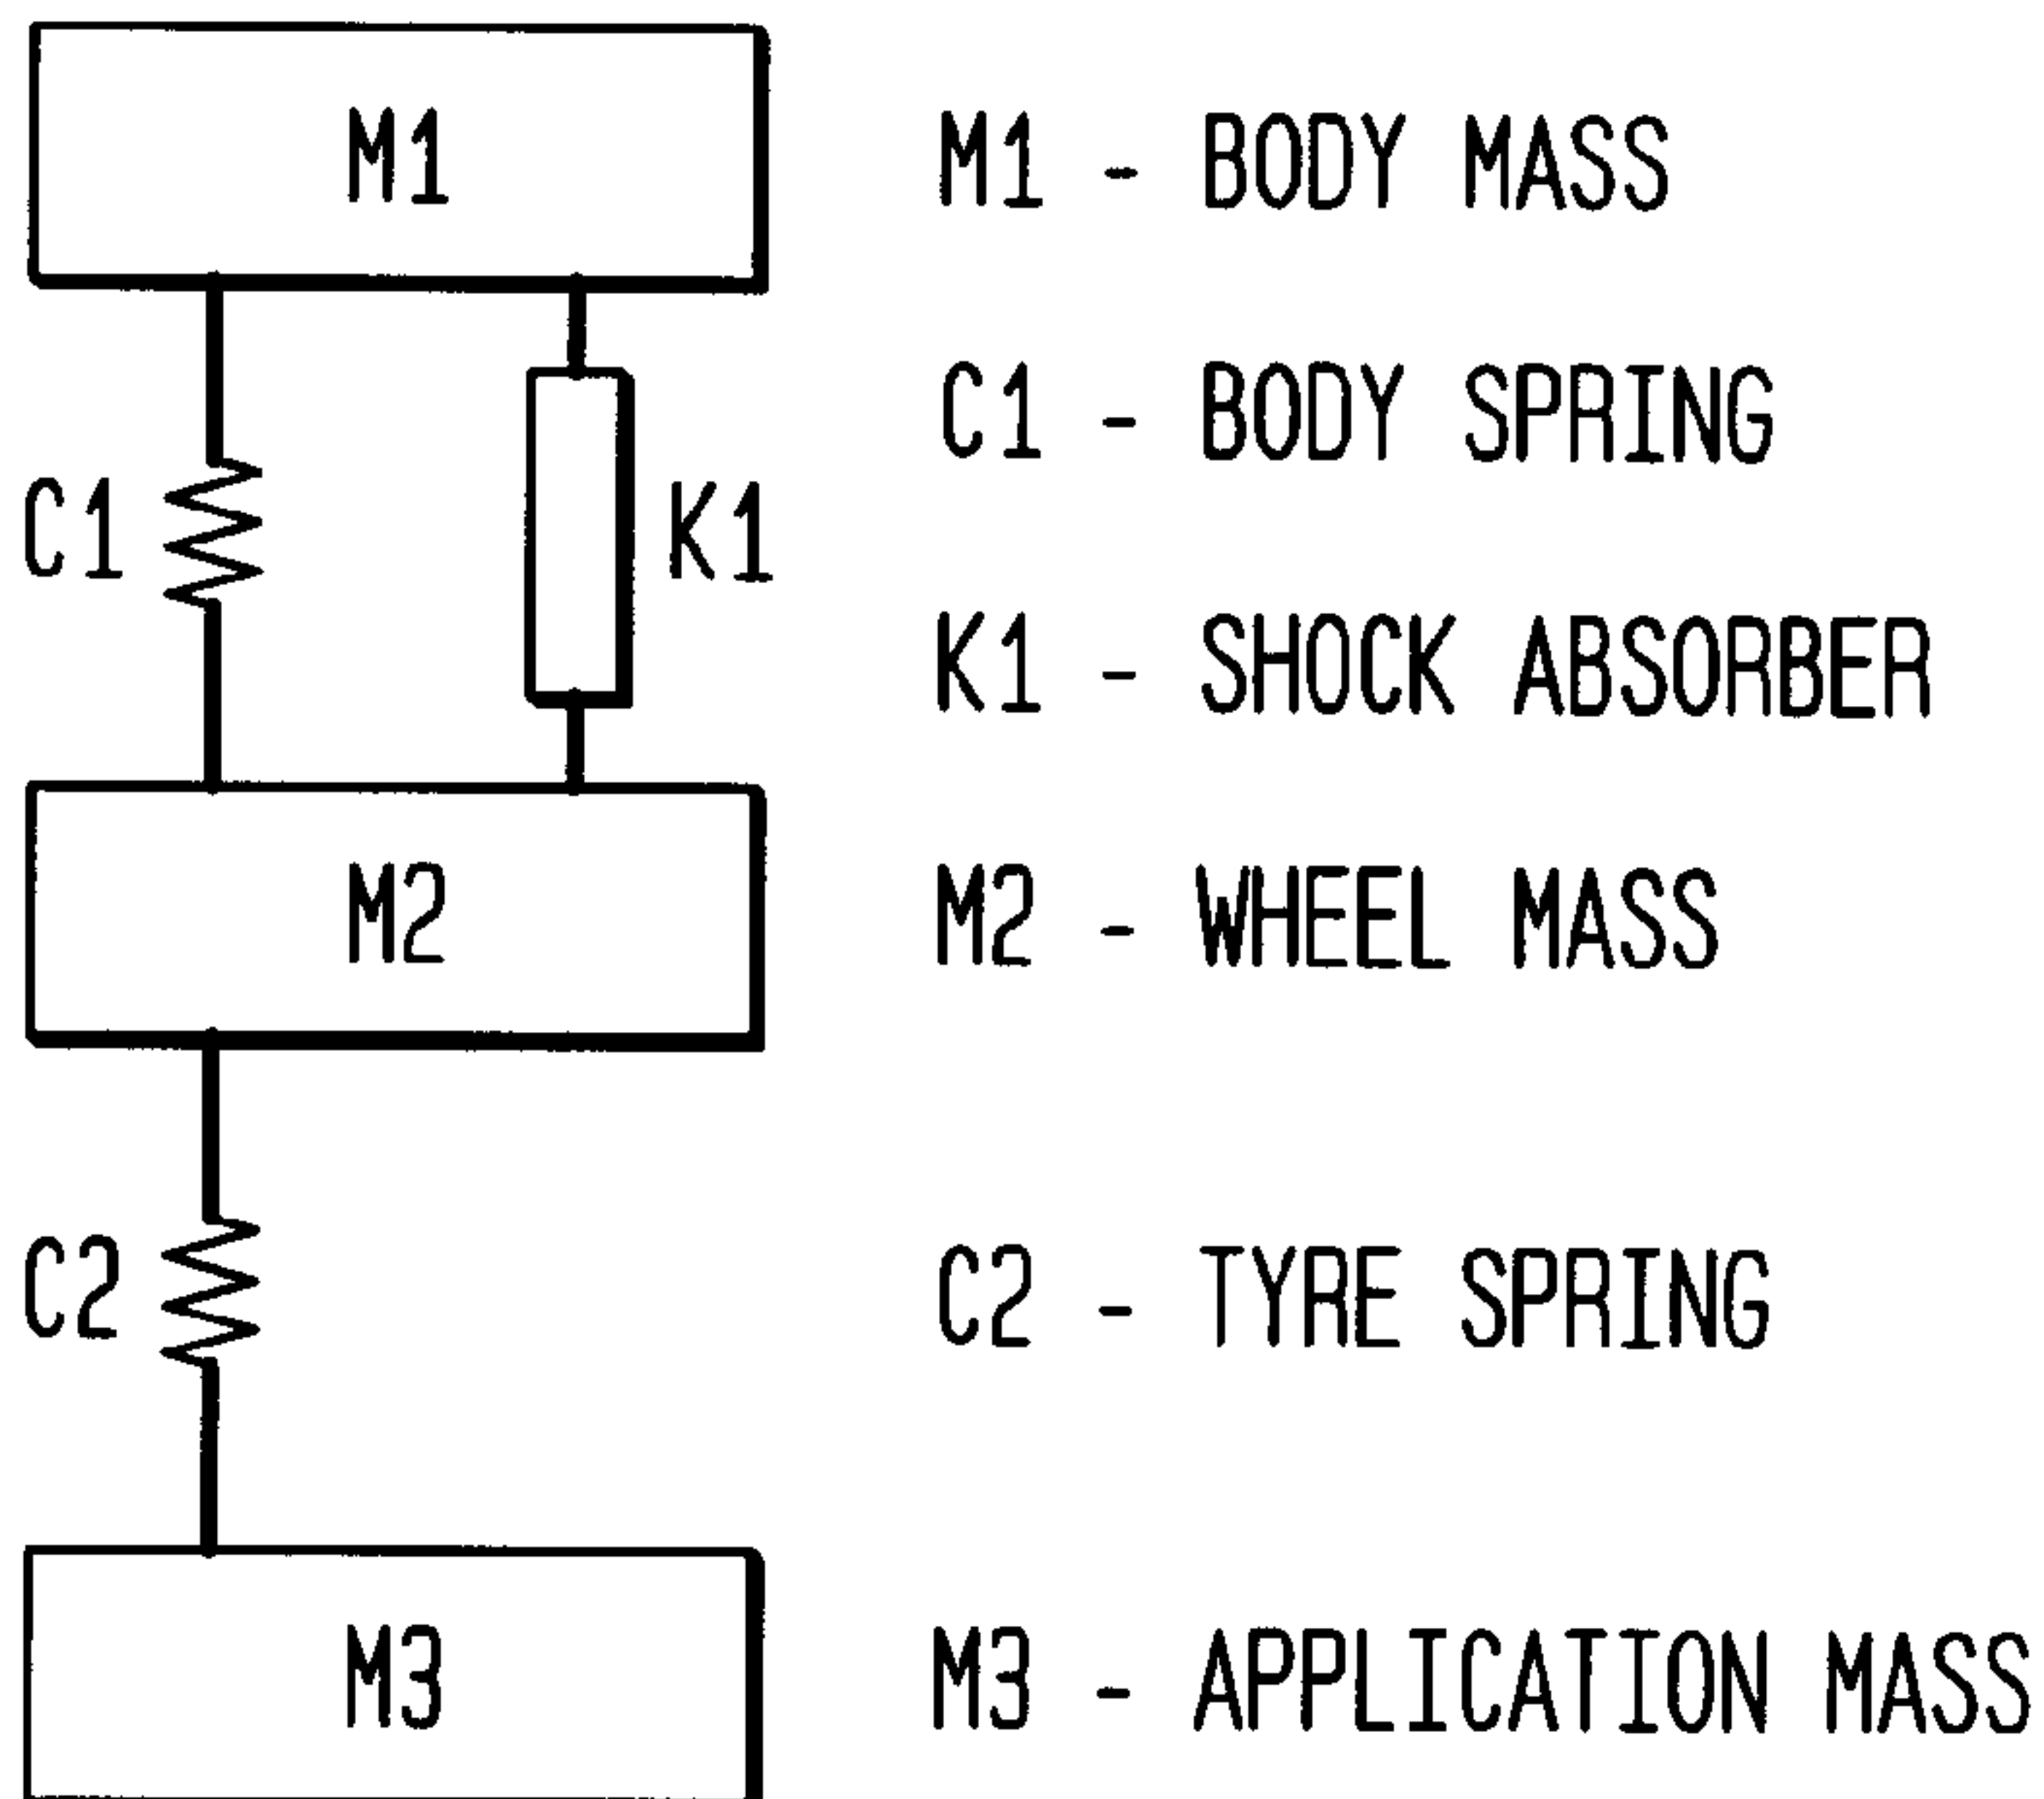 M1 M1 - BODY MASS
C1 - BODY SPRING
C1 K1
K1 - SHOCK ABSORBER
M2 M2 - WHEEL MASS
C2 C2 - TYRE SPRING
M3 M3 - APPLICATION MASS